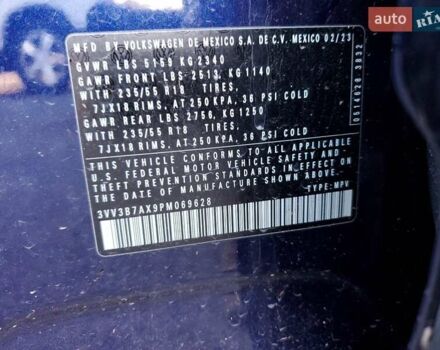 auto RIA
MFD BY VOLKSWAGEN DE MEXICO S.A. DE C.V. MEXICO 02/23
GVWR LBS 5159 KG 2340
GAWR FRONT LBS 2513, KG 1140
WITH 235/55 R18 TIRES,
7JX18 RIMS, AT 250 KPA, 36 PSI COLD
GAWR REAR LBS 2756, KG 1250
WITH 235/55 R18 TIRES,
7JX18 RIMS, AT 250 KPA, 36 PSI COLD
THIS VEHICLE CONFORMS TO ALL APPLICABLE
U.S. FEDERAL MOTOR VEHICLE SAFETY AND
THEFT PREVENTION STANDARDS IN EFFECT ON
THE DATE OF MANUFACTURE SHOWN ABOVE.
3VV3B7AX9PM069628
TYPE: MPV
0514628 3832